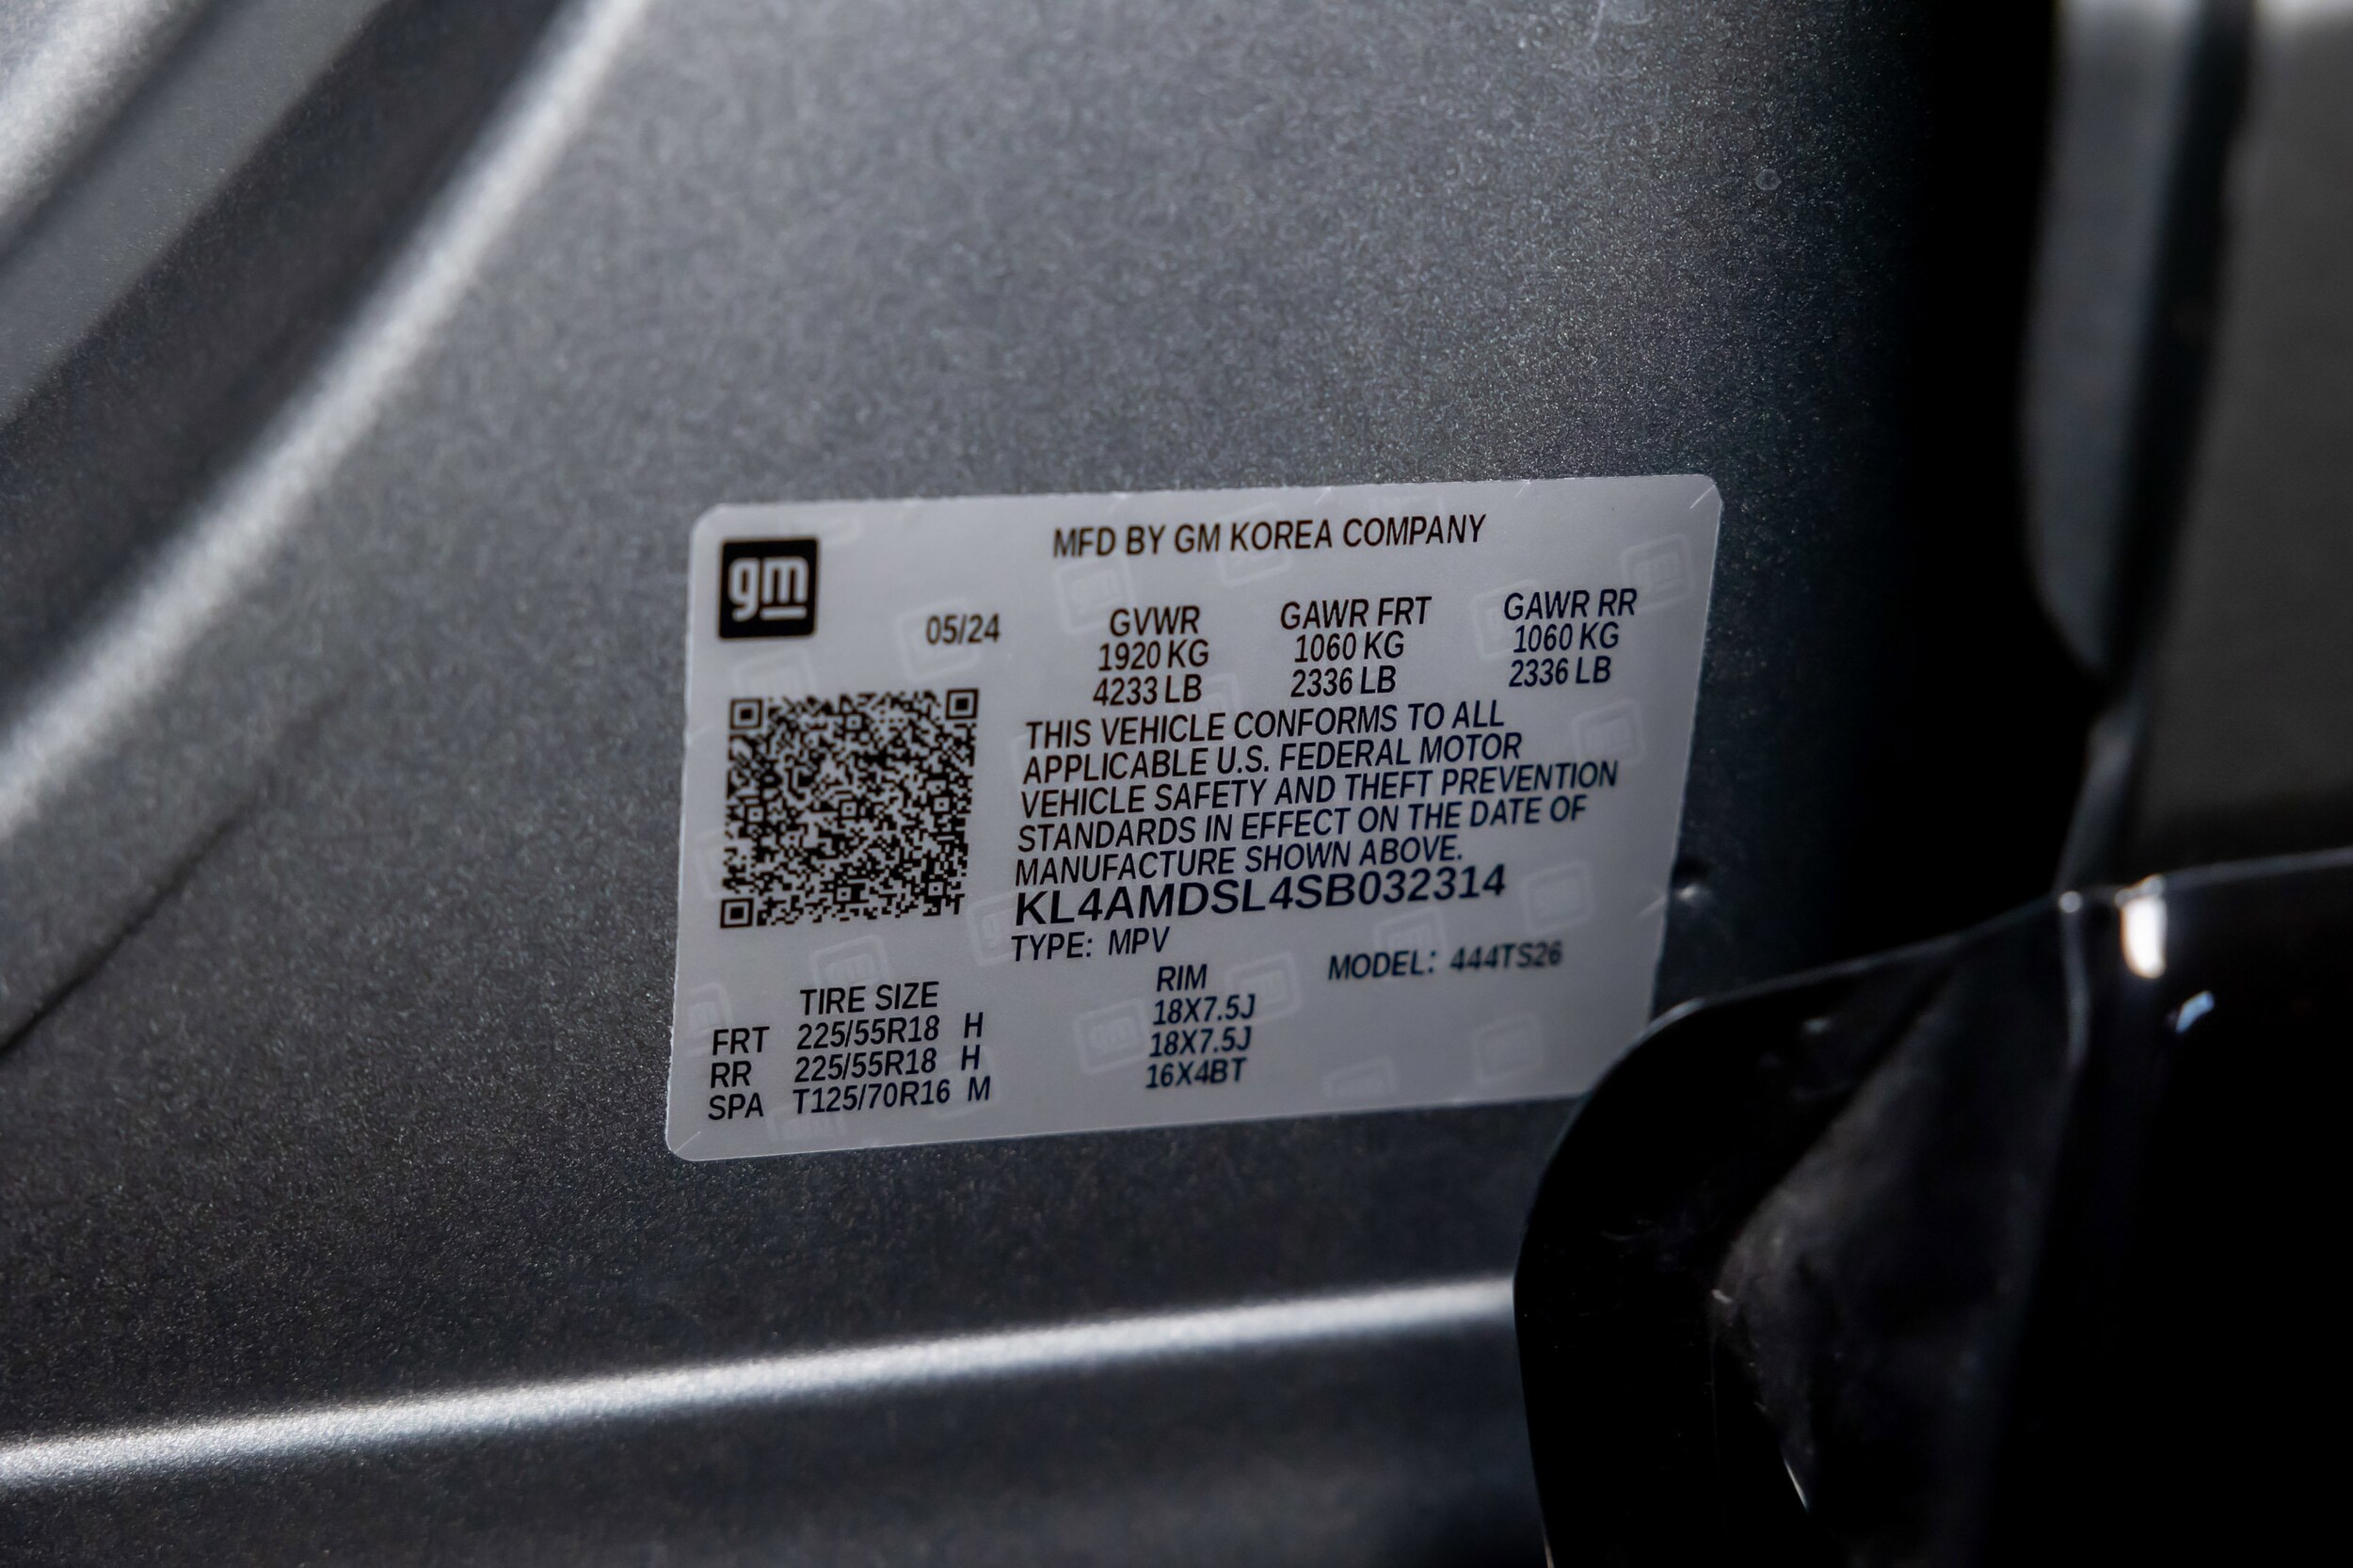 gm
MFD BY GM KOREA COMPANY
05/24 GVWR GAWR FRT GAWR RR
1920 KG 1060 KG 1060 KG
4233 LB 2336 LB 2336 LB
THIS VEHICLE CONFORMS TO ALL
APPLICABLE U.S. FEDERAL MOTOR
VEHICLE SAFETY AND THEFT PREVENTION
STANDARDS IN EFFECT ON THE DATE OF
MANUFACTURE SHOWN ABOVE.
KL4AMDSL4SB032314
TYPE: MPV MODEL: 444TS26
TIRE SIZE RIM
FRT 225/55R18 H 18X7.5J
RR 225/55R18 H 18X7.5J
SPA T125/70R16 M 16X4BT